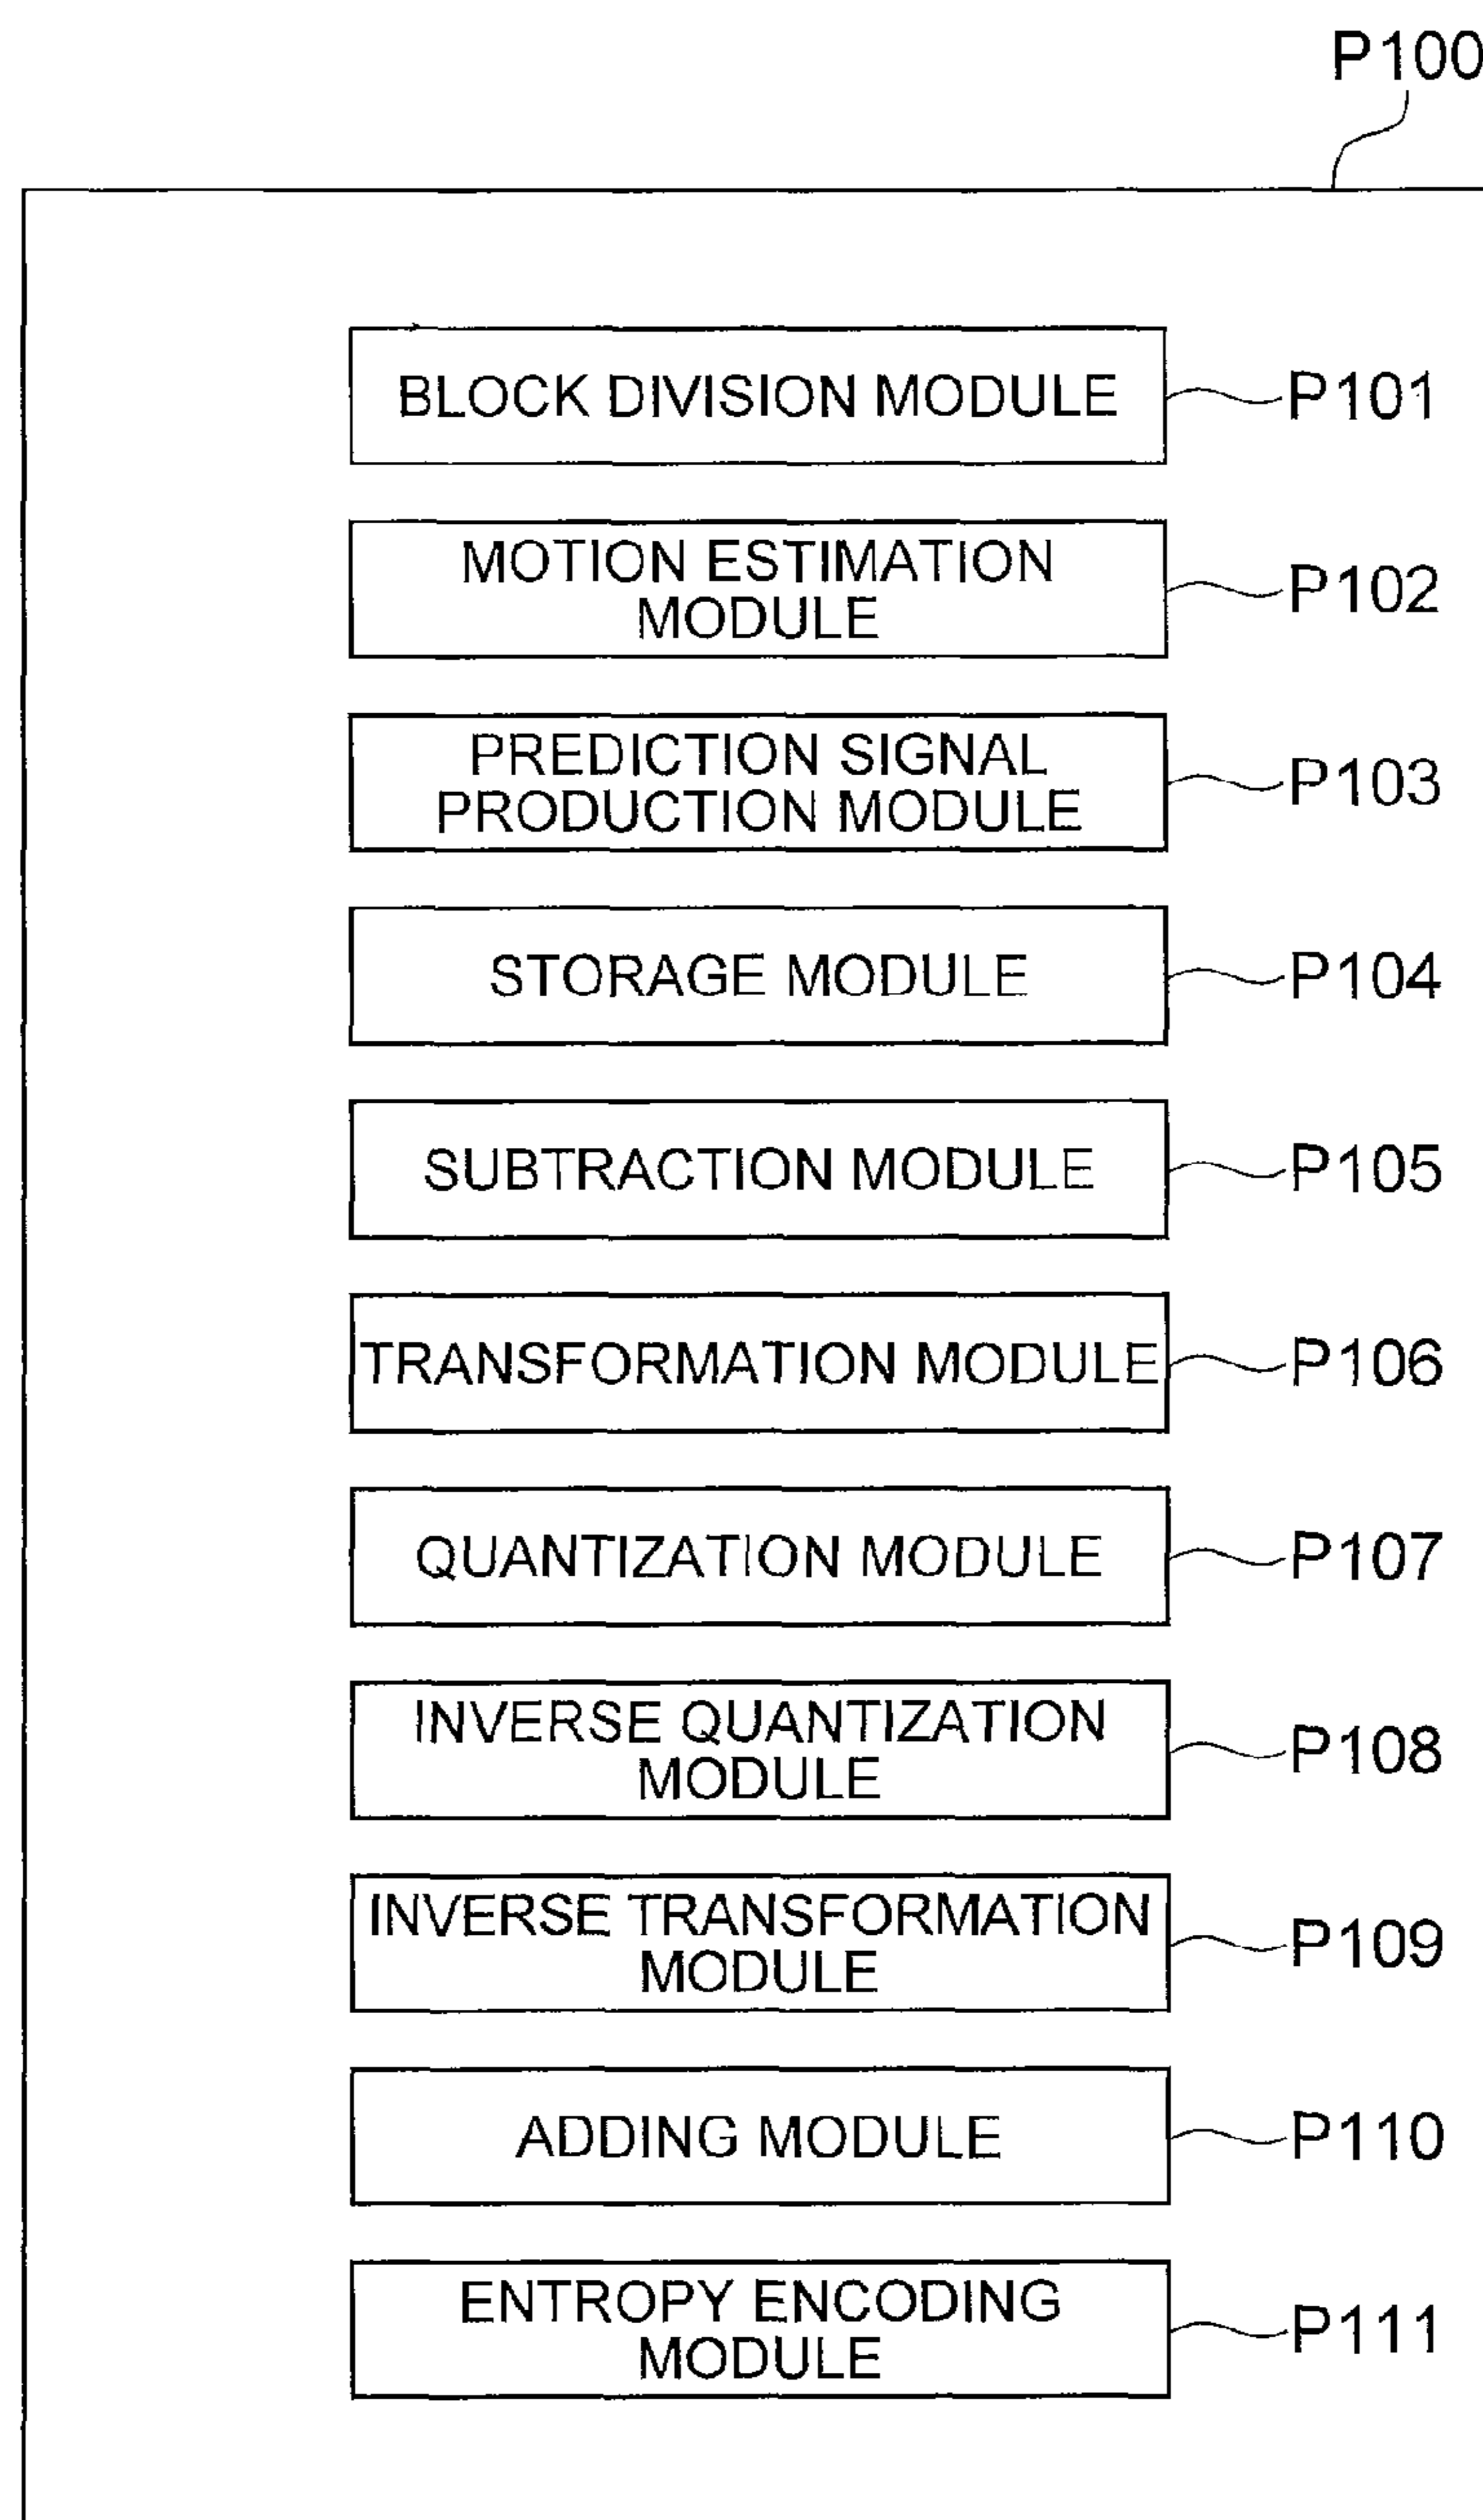 P100
BLOCK DIVISION MODULE P101
MOTION ESTIMATION
MODULE P102
PREDICTION SIGNAL
PRODUCTION MODULE P103
STORAGE MODULE P104
SUBTRACTION MODULE P105
TRANSFORMATION MODULE P106
QUANTIZATION MODULE P107
INVERSE QUANTIZATION
MODULE P108
INVERSE TRANSFORMATION
MODULE P109
ADDING MODULE P110
ENTROPY ENCODING
MODULE P111